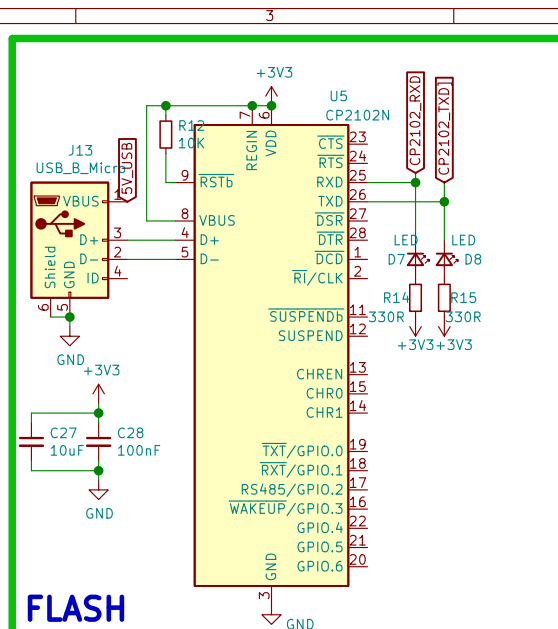 3
+3V3
U5
CP2102N
R12
10K
7
6
REGIN
VDD
J13
USB_B_Micro
5V_USB
VBUS
1
D+
3
D-
2
ID
4
Shield
GND
6
5
GND
9
RSTb
8
VBUS
4
D+
5
D-
CTS
23
RTS
24
RXD
25
TXD
26
DSR
27
DTR
28
DCD
1
RI/CLK
2
SUSPENDb
11
SUSPEND
12
CHREN
13
CHR0
15
CHR1
14
TXT/GPIO.0
19
RXT/GPIO.1
18
RS485/GPIO.2
17
WAKEUP/GPIO.3
16
GPIO.4
22
GPIO.5
21
GPIO.6
20
GND
3
GND
CP2102_RXD
CP2102_TXD
LED
D7
LED
D8
R14
330R
R15
330R
+3V3
+3V3
+3V3
C27
10uF
C28
100nF
GND
FLASH